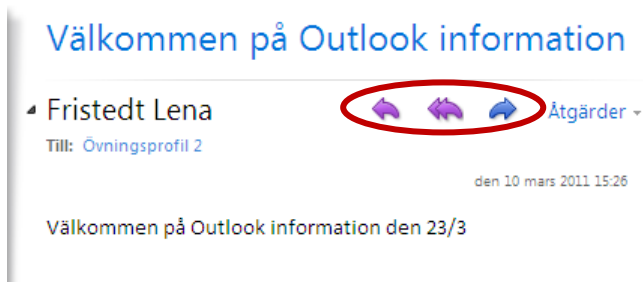 Välkommen på Outlook information
Fristedt Lena
Åtgärder
Till: Övningsprofil 2
den 10 mars 2011 15:26
Välkommen på Outlook information den 23/3